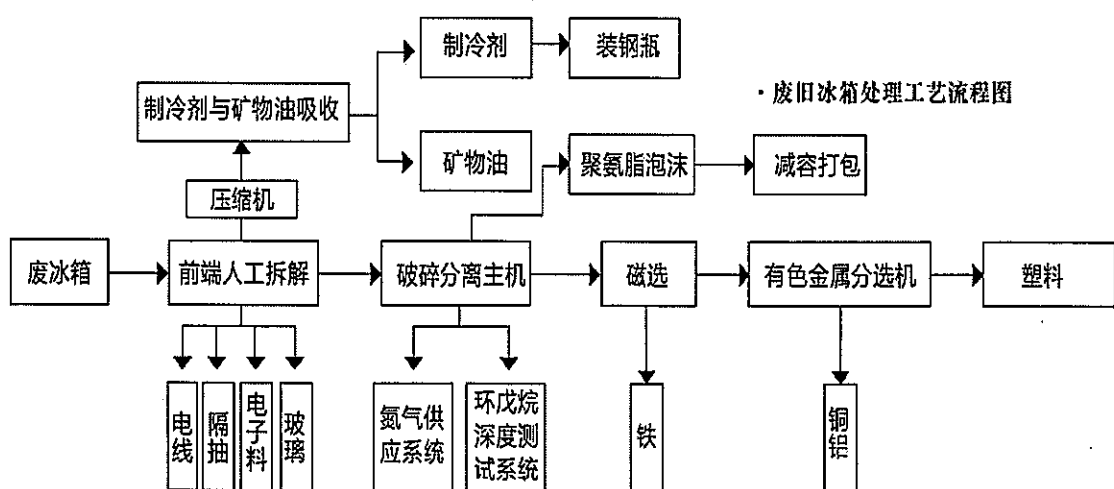 制冷剂
装钢瓶
·废旧冰箱处理工艺流程图
制冷剂与矿物油吸收
矿物油
聚氨脂泡沫
减容打包
压缩机
废冰箱
前端人工拆解
破碎分离主机
磁选
有色金属分选机
塑料
电线
隔抽
电子料
玻璃
氮气供
应系统
环戊烷
深度测
试系统
铁
铜铝